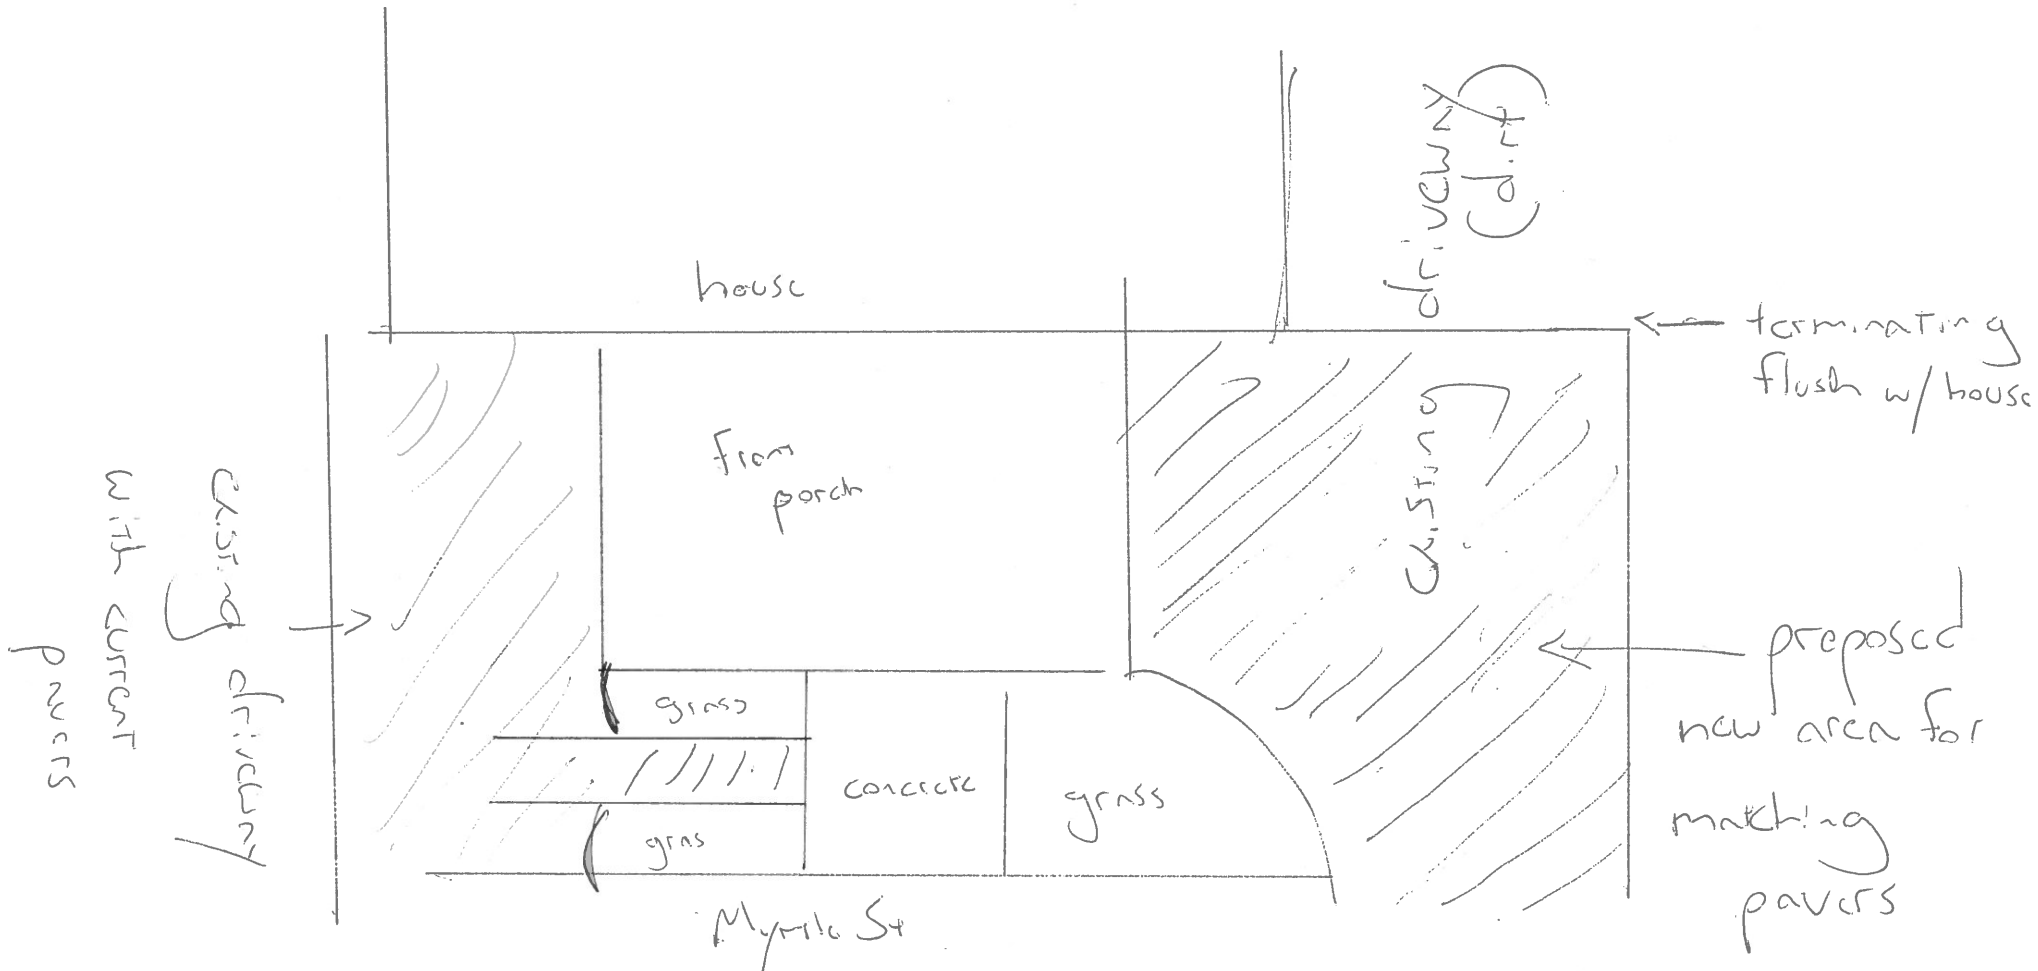 house
existing driveway
(dirt)
terminating
flush w/ house
front
porch
existing driveway
with current
pavers
grass
gras
concrete
grass
proposed
new area for
matching
pavers
Myrtle St